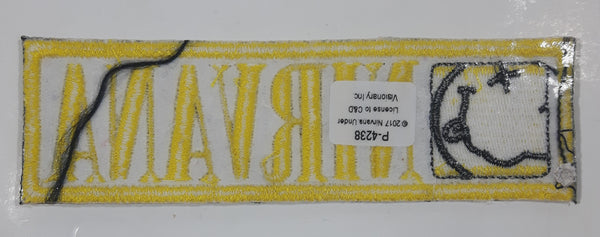 NIRVANA
P-4238
©2017 Nirvana Under
License to C&D
Visionary Inc